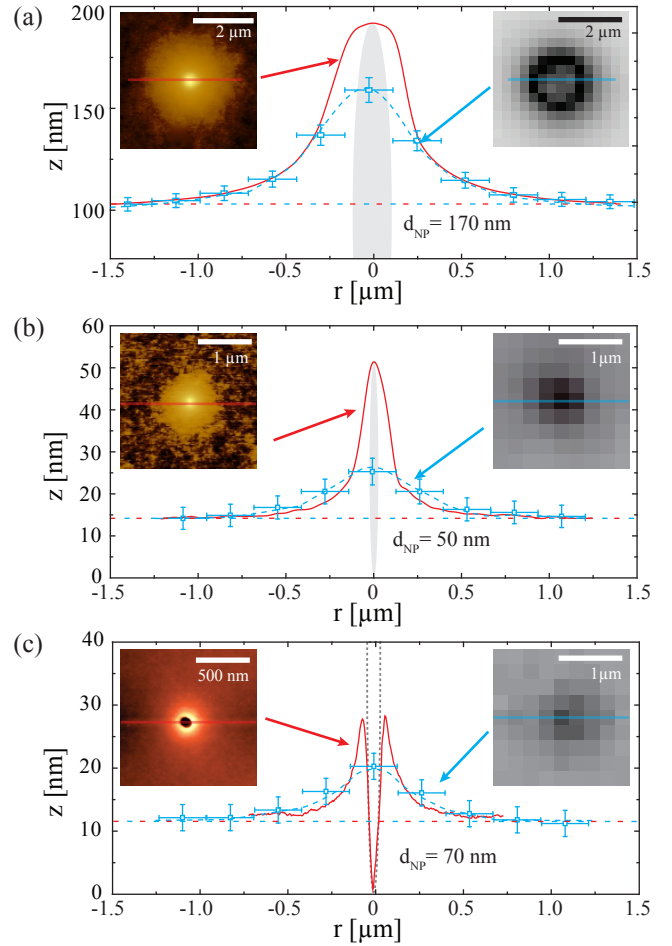 (a)
200
150
100
z [nm]
2 µm
2 µm
d_NP = 170 nm
-1.5 -1.0 -0.5 0 0.5 1.0 1.5
r [µm]
(b)
60
50
40
30
20
10
0
z [nm]
1 µm
1µm
d_NP = 50 nm
-1.5 -1.0 -0.5 0 0.5 1.0 1.5
r [µm]
(c)
40
30
20
10
0
z [nm]
500 nm
1µm
d_NP = 70 nm
-1.5 -1.0 -0.5 0 0.5 1.0 1.5
r [µm]